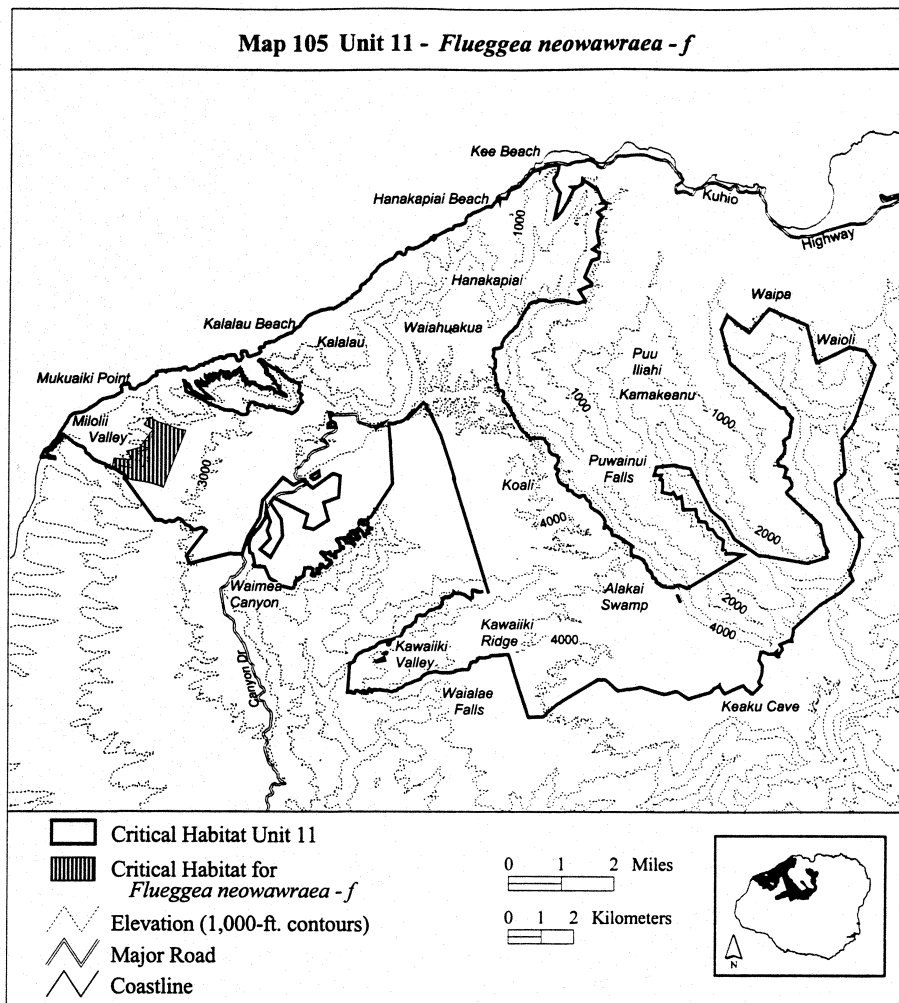 Map 105 Unit 11 - Flueggea neowawraea - f
Kee Beach
Hanakapiai Beach
Kuhio
Highway
1000
Hanakapiai
Waipa
Kalalau Beach
Kalalau
Waiahuakua
Waioli
Puu
Iliahi
Mukuaiki Point
Kamakeanu
1000
1000
Milolii
Valley
3000
Puwainui
Falls
Koali
4000
2000
Waimea
Canyon
Alakai
Swamp
2000
4000
Kawaiiki
Ridge
4000
Kawaiiki
Valley
Canyon Dr
Waialae
Falls
Keaku Cave
Critical Habitat Unit 11
Critical Habitat for
Flueggea neowawraea - f
Elevation (1,000-ft. contours)
Major Road
Coastline
0 1 2 Miles
0 1 2 Kilometers
N